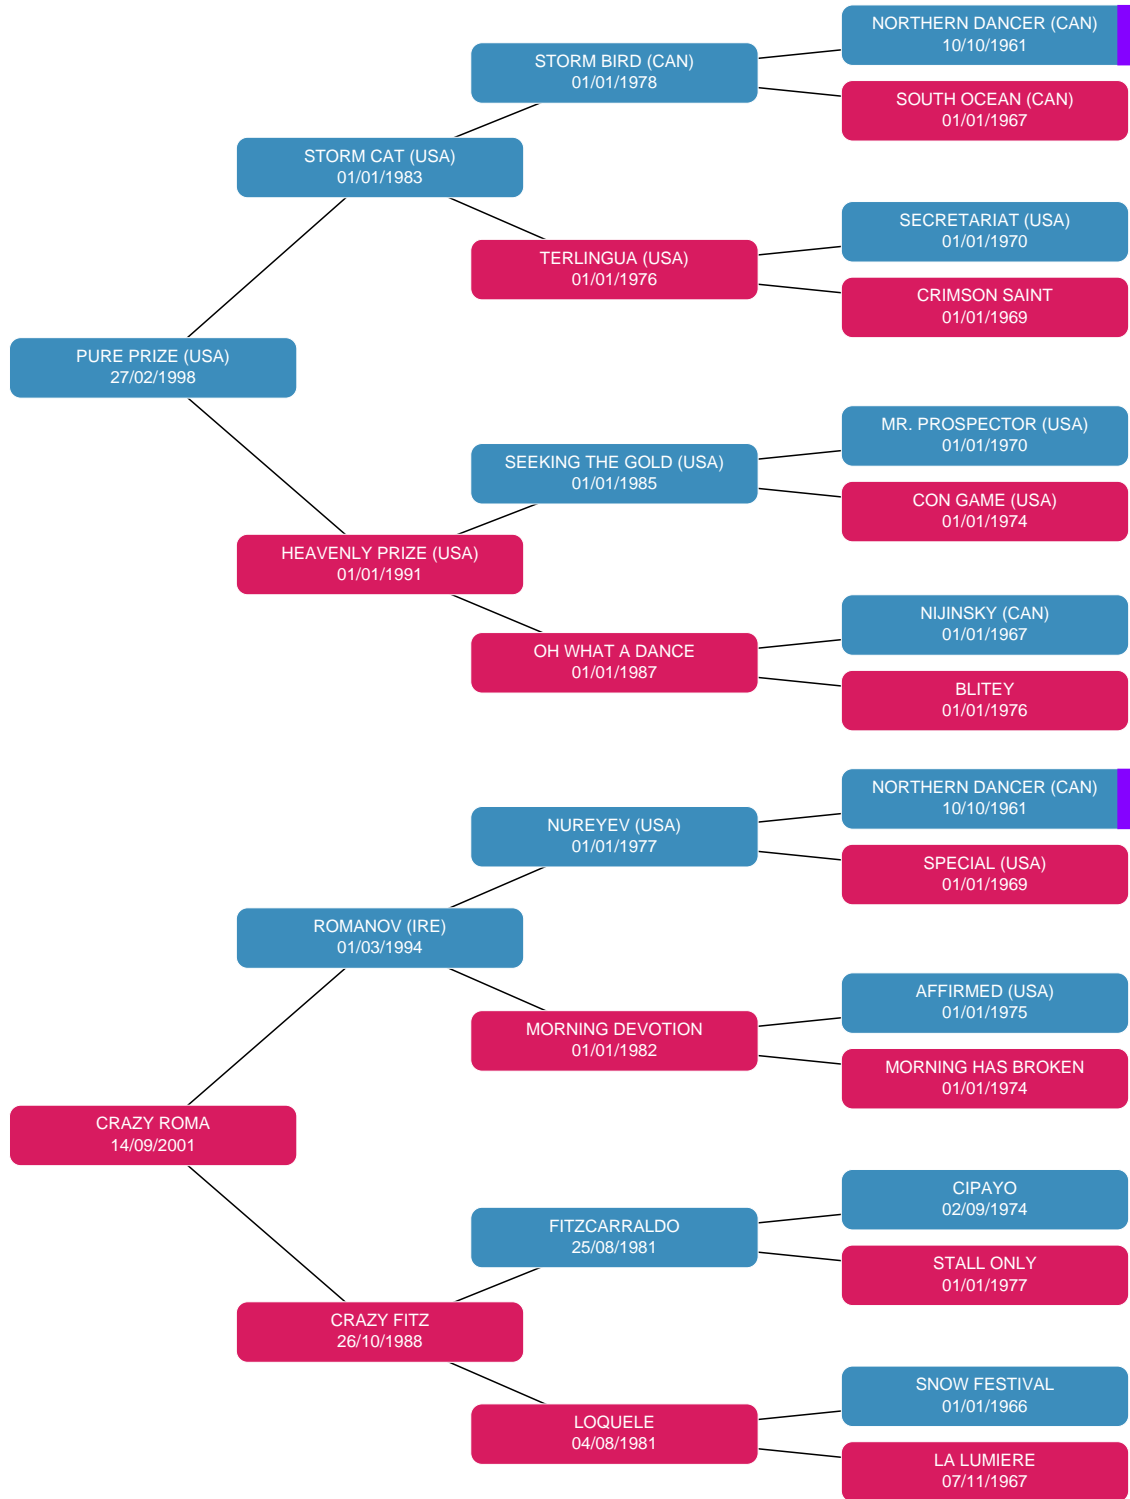 NORTHERN DANCER (CAN)
10/10/1961
STORM BIRD (CAN)
01/01/1978
SOUTH OCEAN (CAN)
01/01/1967
STORM CAT (USA)
01/01/1983
SECRETARIAT (USA)
01/01/1970
TERLINGUA (USA)
01/01/1976
CRIMSON SAINT
01/01/1969
PURE PRIZE (USA)
27/02/1998
MR. PROSPECTOR (USA)
01/01/1970
SEEKING THE GOLD (USA)
01/01/1985
CON GAME (USA)
01/01/1974
HEAVENLY PRIZE (USA)
01/01/1991
NIJINSKY (CAN)
01/01/1967
OH WHAT A DANCE
01/01/1987
BLITEY
01/01/1976
NORTHERN DANCER (CAN)
10/10/1961
NUREYEV (USA)
01/01/1977
SPECIAL (USA)
01/01/1969
ROMANOV (IRE)
01/03/1994
AFFIRMED (USA)
01/01/1975
MORNING DEVOTION
01/01/1982
MORNING HAS BROKEN
01/01/1974
CRAZY ROMA
14/09/2001
CIPAYO
02/09/1974
FITZCARRALDO
25/08/1981
STALL ONLY
01/01/1977
CRAZY FITZ
26/10/1988
SNOW FESTIVAL
01/01/1966
LOQUELE
04/08/1981
LA LUMIERE
07/11/1967